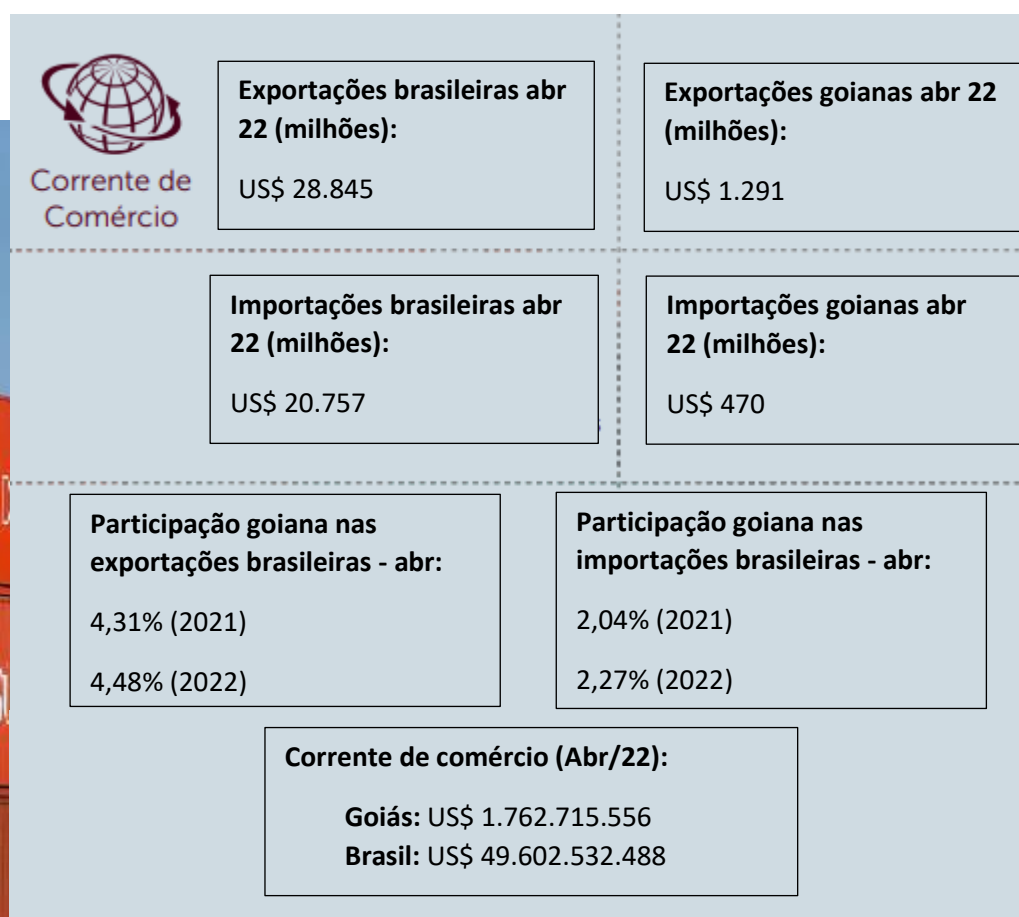 Corrente de
Comércio
Exportações brasileiras abr
22 (milhões):
US$ 28.845
Exportações goianas abr 22
(milhões):
US$ 1.291
Importações brasileiras abr
22 (milhões):
US$ 20.757
Importações goianas abr
22 (milhões):
US$ 470
Participação goiana nas
exportações brasileiras - abr:
4,31% (2021)
4,48% (2022)
Participação goiana nas
importações brasileiras - abr:
2,04% (2021)
2,27% (2022)
Corrente de comércio (Abr/22):
Goiás: US$ 1.762.715.556
Brasil: US$ 49.602.532.488